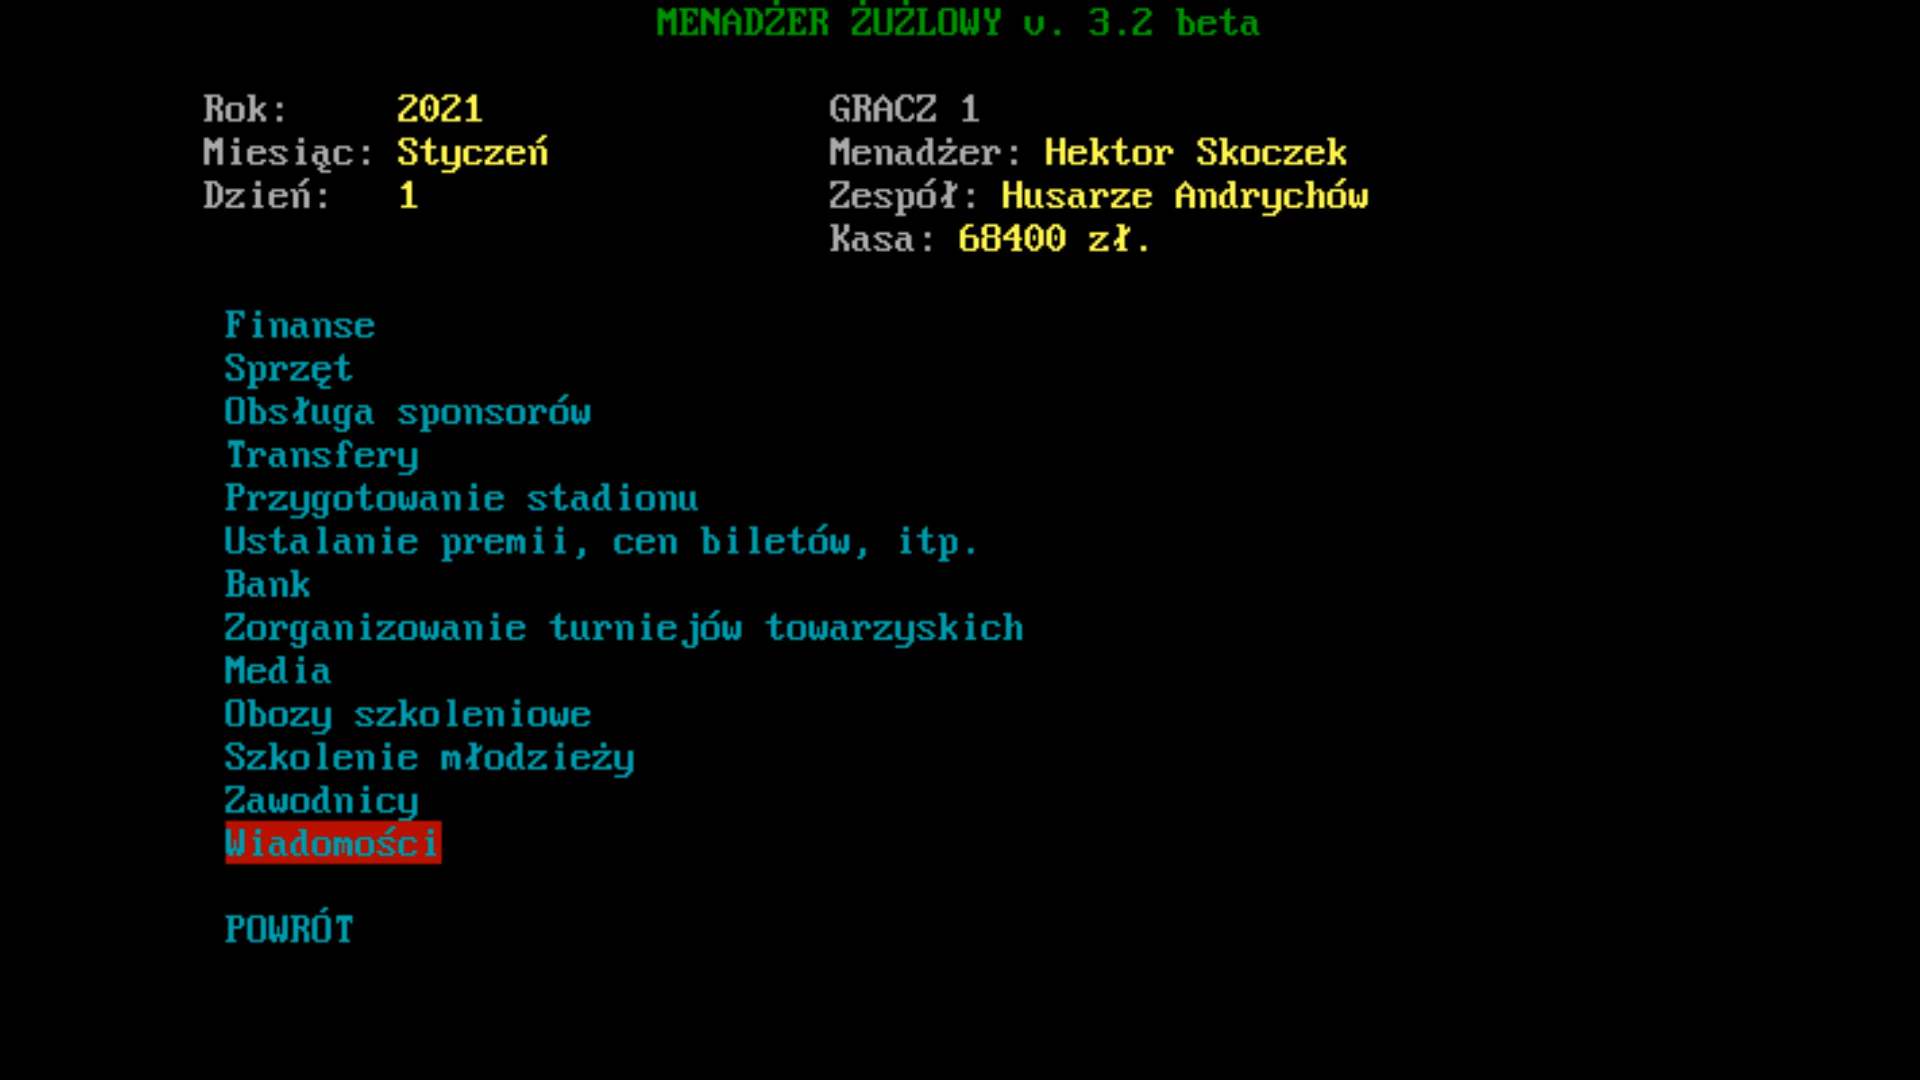 MENADŻER ŻUŻLOWY v. 3.2 beta
Rok: 2021 GRACZ 1
Miesiąc: Styczeń Menadżer: Hektor Skoczek
Dzień: 1 Zespół: Husarze Andrychów
Kasa: 68400 zł.
Finanse
Sprzęt
Obsługa sponsorów
Transfery
Przygotowanie stadionu
Ustalanie premii, cen biletów, itp.
Bank
Zorganizowanie turniejów towarzyskich
Media
Obozy szkoleniowe
Szkolenie młodzieży
Zawodnicy
Wiadomości
POWRÓT